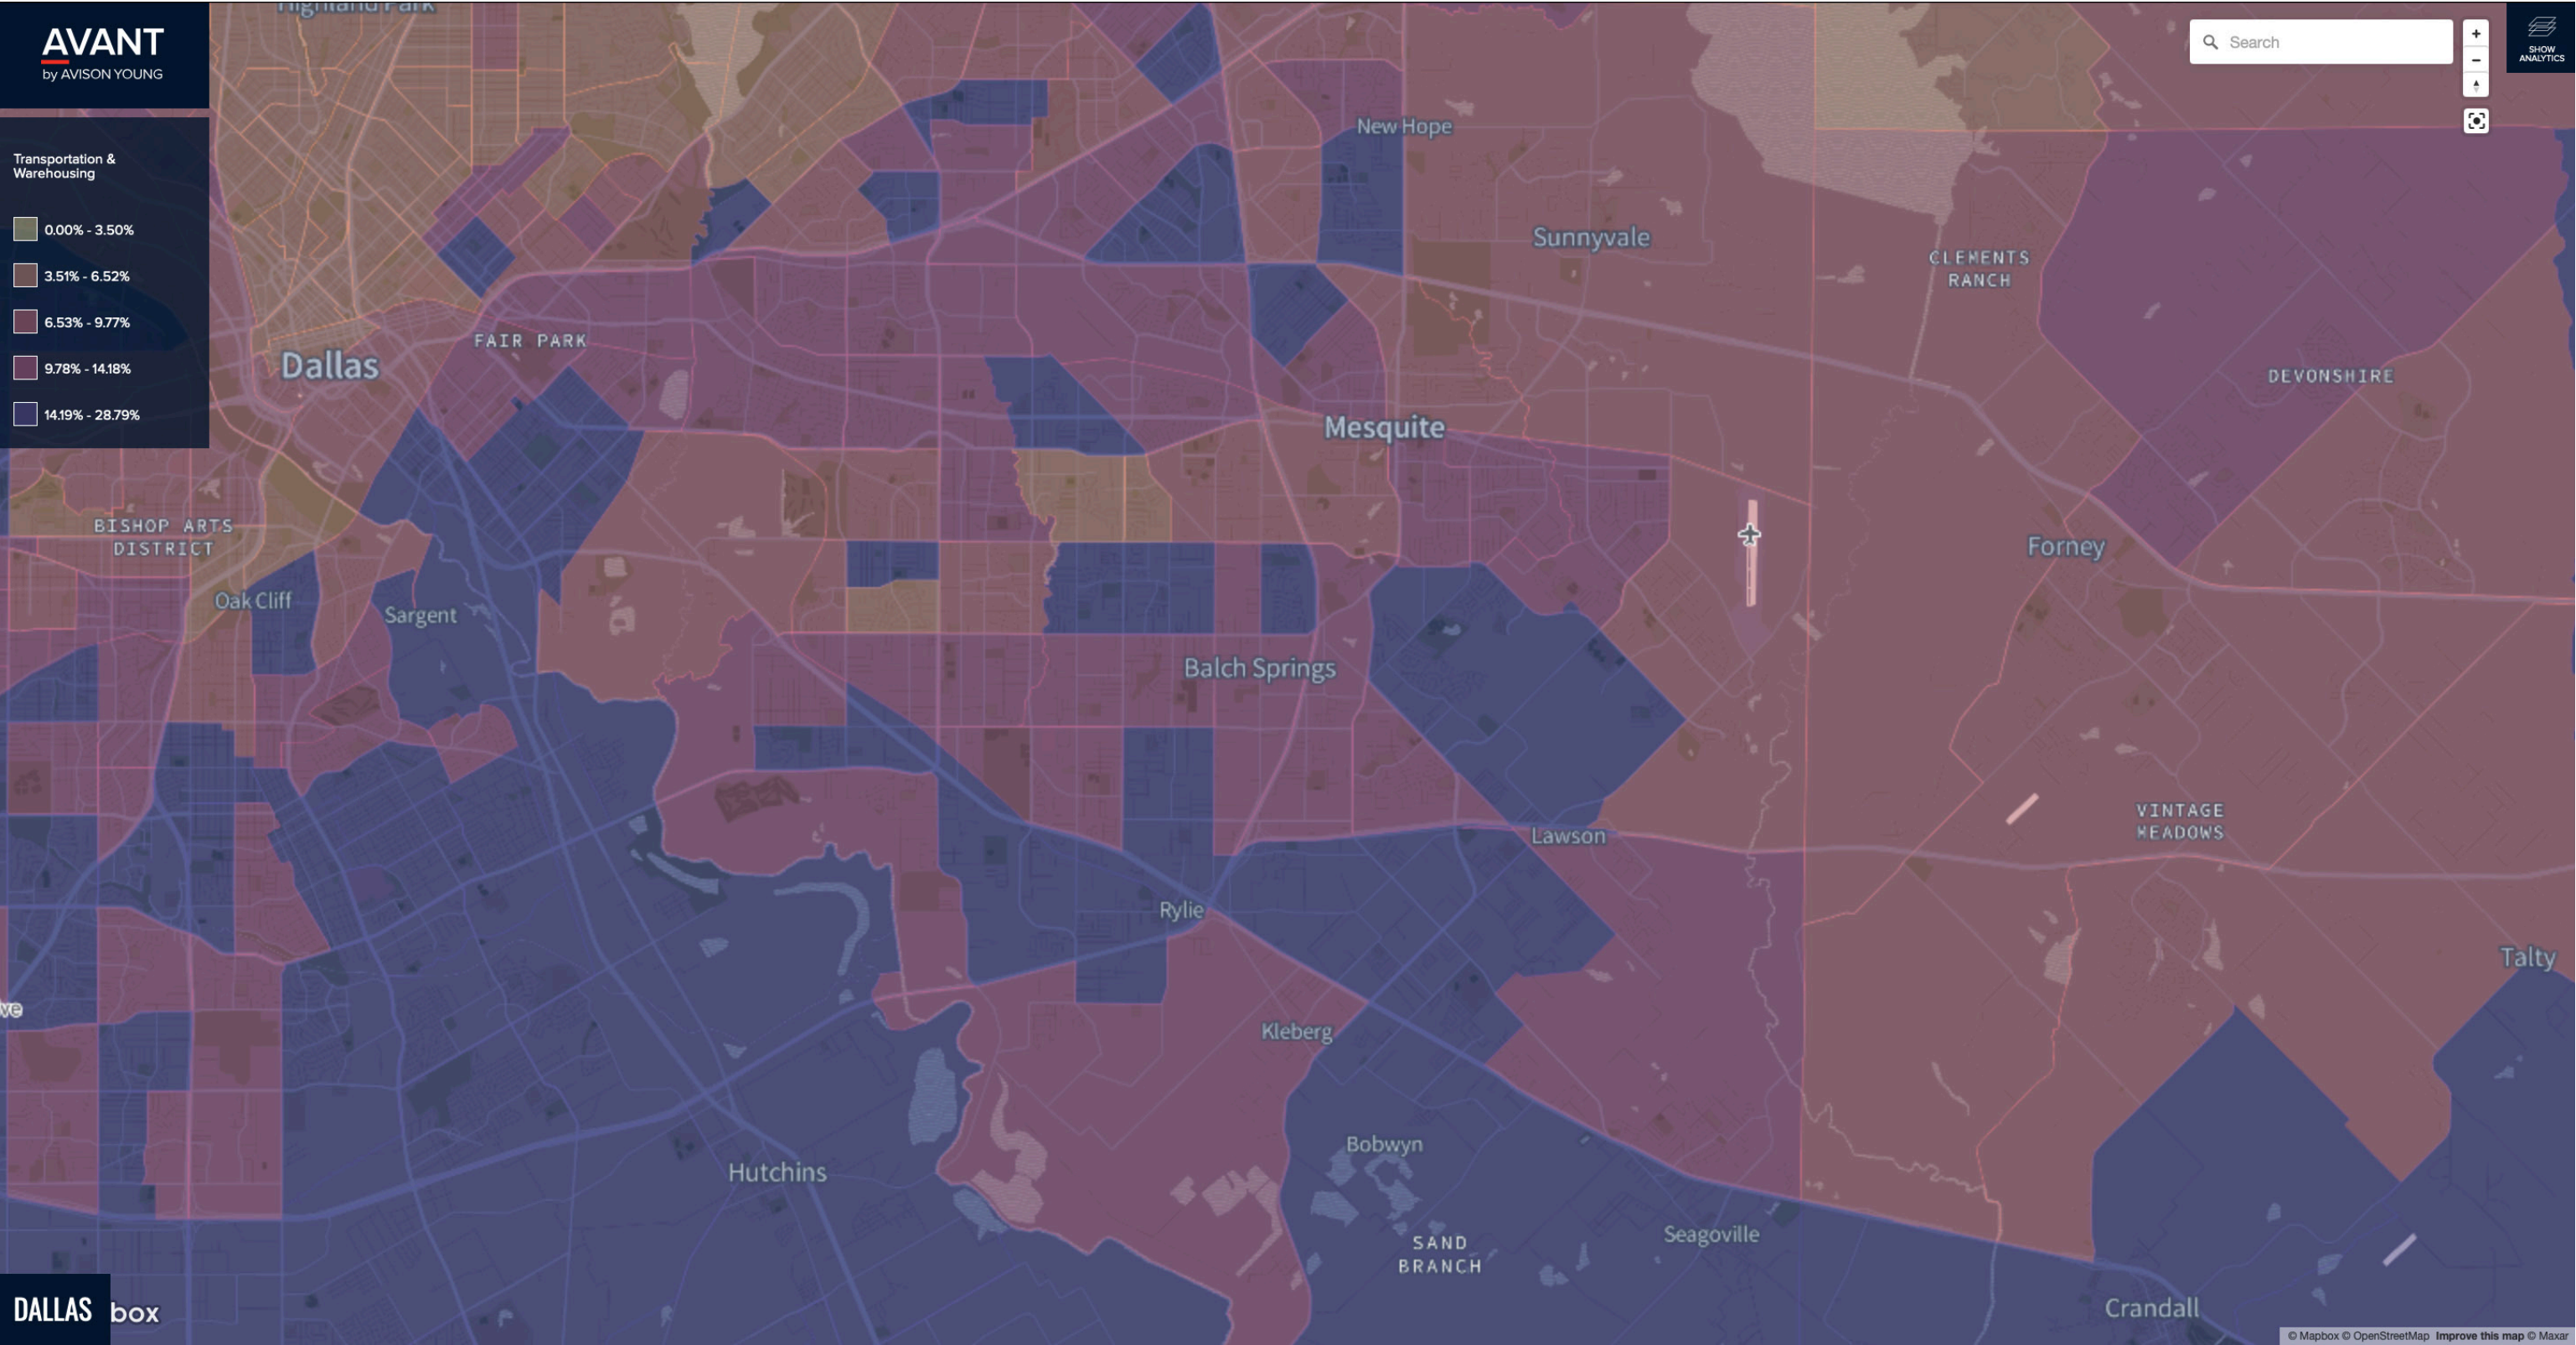 Highland Park
AVANT
by AVISON YOUNG
Search
+
−
SHOW
ANALYTICS
Transportation &
Warehousing
0.00% - 3.50%
3.51% - 6.52%
6.53% - 9.77%
9.78% - 14.18%
14.19% - 28.79%
New Hope
Sunnyvale
CLEMENTS
RANCH
FAIR PARK
Dallas
DEVONSHIRE
Mesquite
BISHOP ARTS
DISTRICT
Forney
Oak Cliff
Sargent
Balch Springs
VINTAGE
MEADOWS
Lawson
Rylie
Talty
ve
Kleberg
Bobwyn
Hutchins
Seagoville
SAND
BRANCH
Crandall
DALLAS
box
© Mapbox © OpenStreetMap Improve this map © Maxar